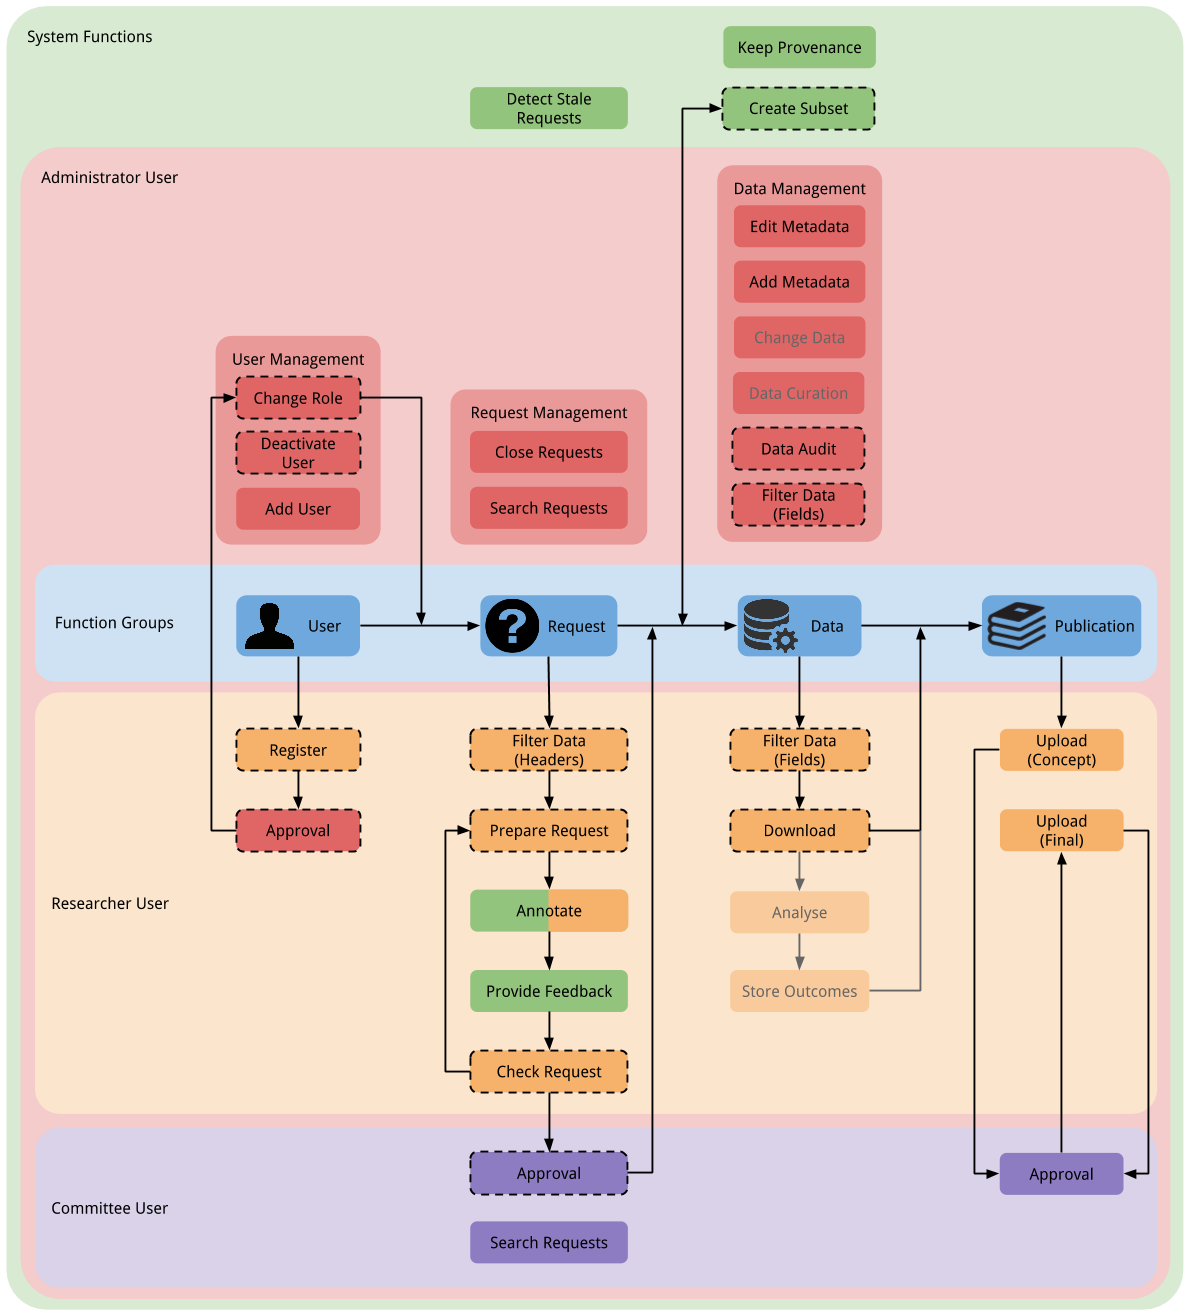 System Functions
Keep Provenance
Detect Stale
Requests
Create Subset
Administrator User
Data Management
Edit Metadata
Add Metadata
Change Data
Data Curation
Data Audit
Filter Data
(Fields)
User Management
Change Role
Deactivate
User
Add User
Request Management
Close Requests
Search Requests
Function Groups
User
Request
Data
Publication
Researcher User
Register
Approval
Filter Data
(Headers)
Prepare Request
Annotate
Provide Feedback
Check Request
Filter Data
(Fields)
Download
Analyse
Store Outcomes
Upload
(Concept)
Upload
(Final)
Committee User
Approval
Search Requests
Approval